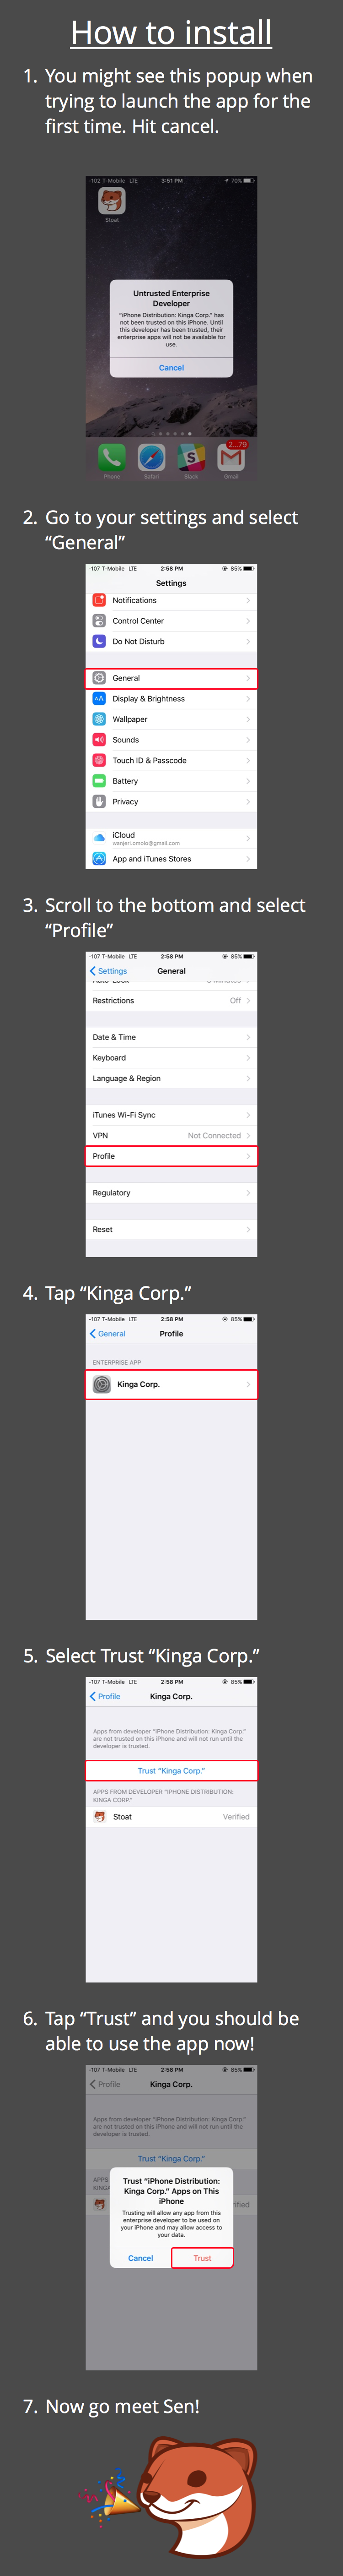 How to install
1. You might see this popup when
trying to launch the app for the
first time. Hit cancel.
-102 T-Mobile LTE 3:51 PM 70%
Stoat
Untrusted Enterprise
Developer
"iPhone Distribution: Kinga Corp." has
not been trusted on this iPhone. Until
this developer has been trusted, their
enterprise apps will not be available for
use.
Cancel
2...79
Phone Safari Slack Gmail
2. Go to your settings and select
“General”
-107 T-Mobile LTE 2:58 PM 85%
Settings
Notifications
Control Center
Do Not Disturb
General
AA Display & Brightness
Wallpaper
Sounds
Touch ID & Passcode
Battery
Privacy
iCloud
wanjeri.omolo@gmail.com
App and iTunes Stores
3. Scroll to the bottom and select
“Profile”
-107 T-Mobile LTE 2:58 PM 85%
Settings General
Restrictions Off
Date & Time
Keyboard
Language & Region
iTunes Wi-Fi Sync
VPN Not Connected
Profile
Regulatory
Reset
4. Tap “Kinga Corp.”
-107 T-Mobile LTE 2:58 PM 85%
General Profile
ENTERPRISE APP
Kinga Corp.
5. Select Trust “Kinga Corp.”
-107 T-Mobile LTE 2:58 PM 85%
Profile Kinga Corp.
Apps from developer "iPhone Distribution: Kinga Corp."
are not trusted on this iPhone and will not run until the
developer is trusted.
Trust "Kinga Corp."
APPS FROM DEVELOPER "IPHONE DISTRIBUTION:
KINGA CORP."
Stoat Verified
6. Tap “Trust” and you should be
able to use the app now!
-107 T-Mobile LTE 2:58 PM 85%
Profile Kinga Corp.
Apps from developer "iPhone Distribution: Kinga Corp."
are not trusted on this iPhone and will not run until the
developer is trusted.
Trust "Kinga Corp."
APPS
KINGA
Trust "iPhone Distribution:
Kinga Corp." Apps on This
iPhone
Trusting will allow any app from this
enterprise developer to be used on
your iPhone and may allow access to
your data.
Cancel Trust
7. Now go meet Sen!